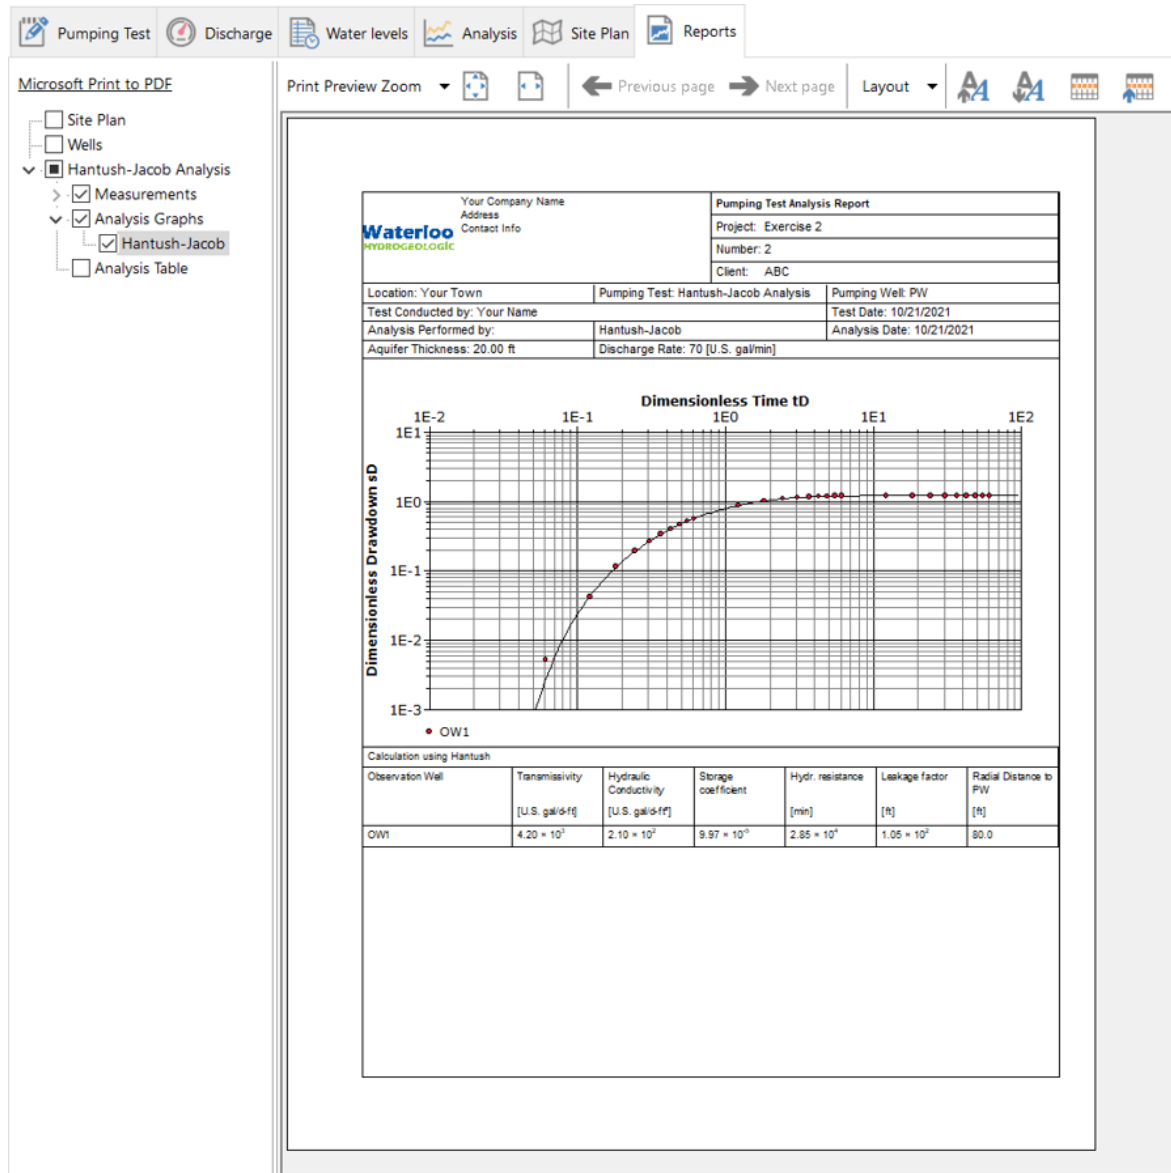 Pumping Test Discharge Water levels Analysis Site Plan Reports
Microsoft Print to PDF
Print Preview Zoom Previous page Next page Layout
Site Plan
Wells
Hantush-Jacob Analysis
Measurements
Analysis Graphs
Hantush-Jacob
Analysis Table
Waterloo
HYDROGEOLOGIC
Your Company Name
Address
Contact Info
Pumping Test Analysis Report
Project: Exercise 2
Number: 2
Client: ABC
Location: Your Town Pumping Test: Hantush-Jacob Analysis Pumping Well: PW
Test Conducted by: Your Name Test Date: 10/21/2021
Analysis Performed by: Hantush-Jacob Analysis Date: 10/21/2021
Aquifer Thickness: 20.00 ft Discharge Rate: 70 [U.S. gal/min]
Dimensionless Time tD
1E-2 1E-1 1E0 1E1 1E2
Dimensionless Drawdown sD
1E1
1E0
1E-1
1E-2
1E-3
OW1
Calculation using Hantush
Observation Well Transmissivity Hydraulic Storage Hydr. resistance Leakage factor Radial Distance to
Conductivity coefficient PW
[U.S. gal/d-ft] [U.S. gal/d-ft²] [min] [ft] [ft]
OW1 4.20 × 10³ 2.10 × 10² 9.97 × 10⁻⁵ 2.85 × 10⁴ 1.05 × 10² 80.0